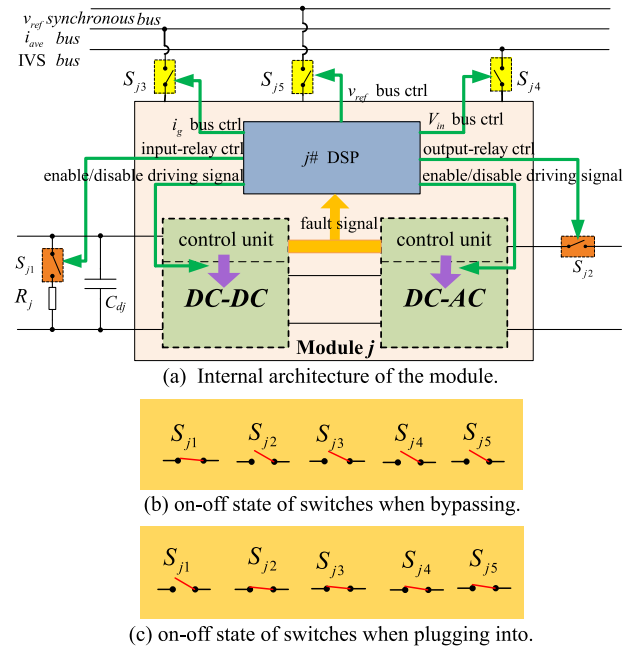 v_ref synchronous bus
i_ave bus
IVS bus
S_j3
S_j5
S_j4
v_ref bus ctrl
i_g bus ctrl
V_in bus ctrl
input-relay ctrl
j# DSP
output-relay ctrl
enable/disable driving signal
enable/disable driving signal
fault signal
control unit
control unit
S_j1
S_j2
R_j
C_dj
DC-DC
DC-AC
Module j
(a) Internal architecture of the module.
S_j1 S_j2 S_j3 S_j4 S_j5
(b) on-off state of switches when bypassing.
S_j1 S_j2 S_j3 S_j4 S_j5
(c) on-off state of switches when plugging into.